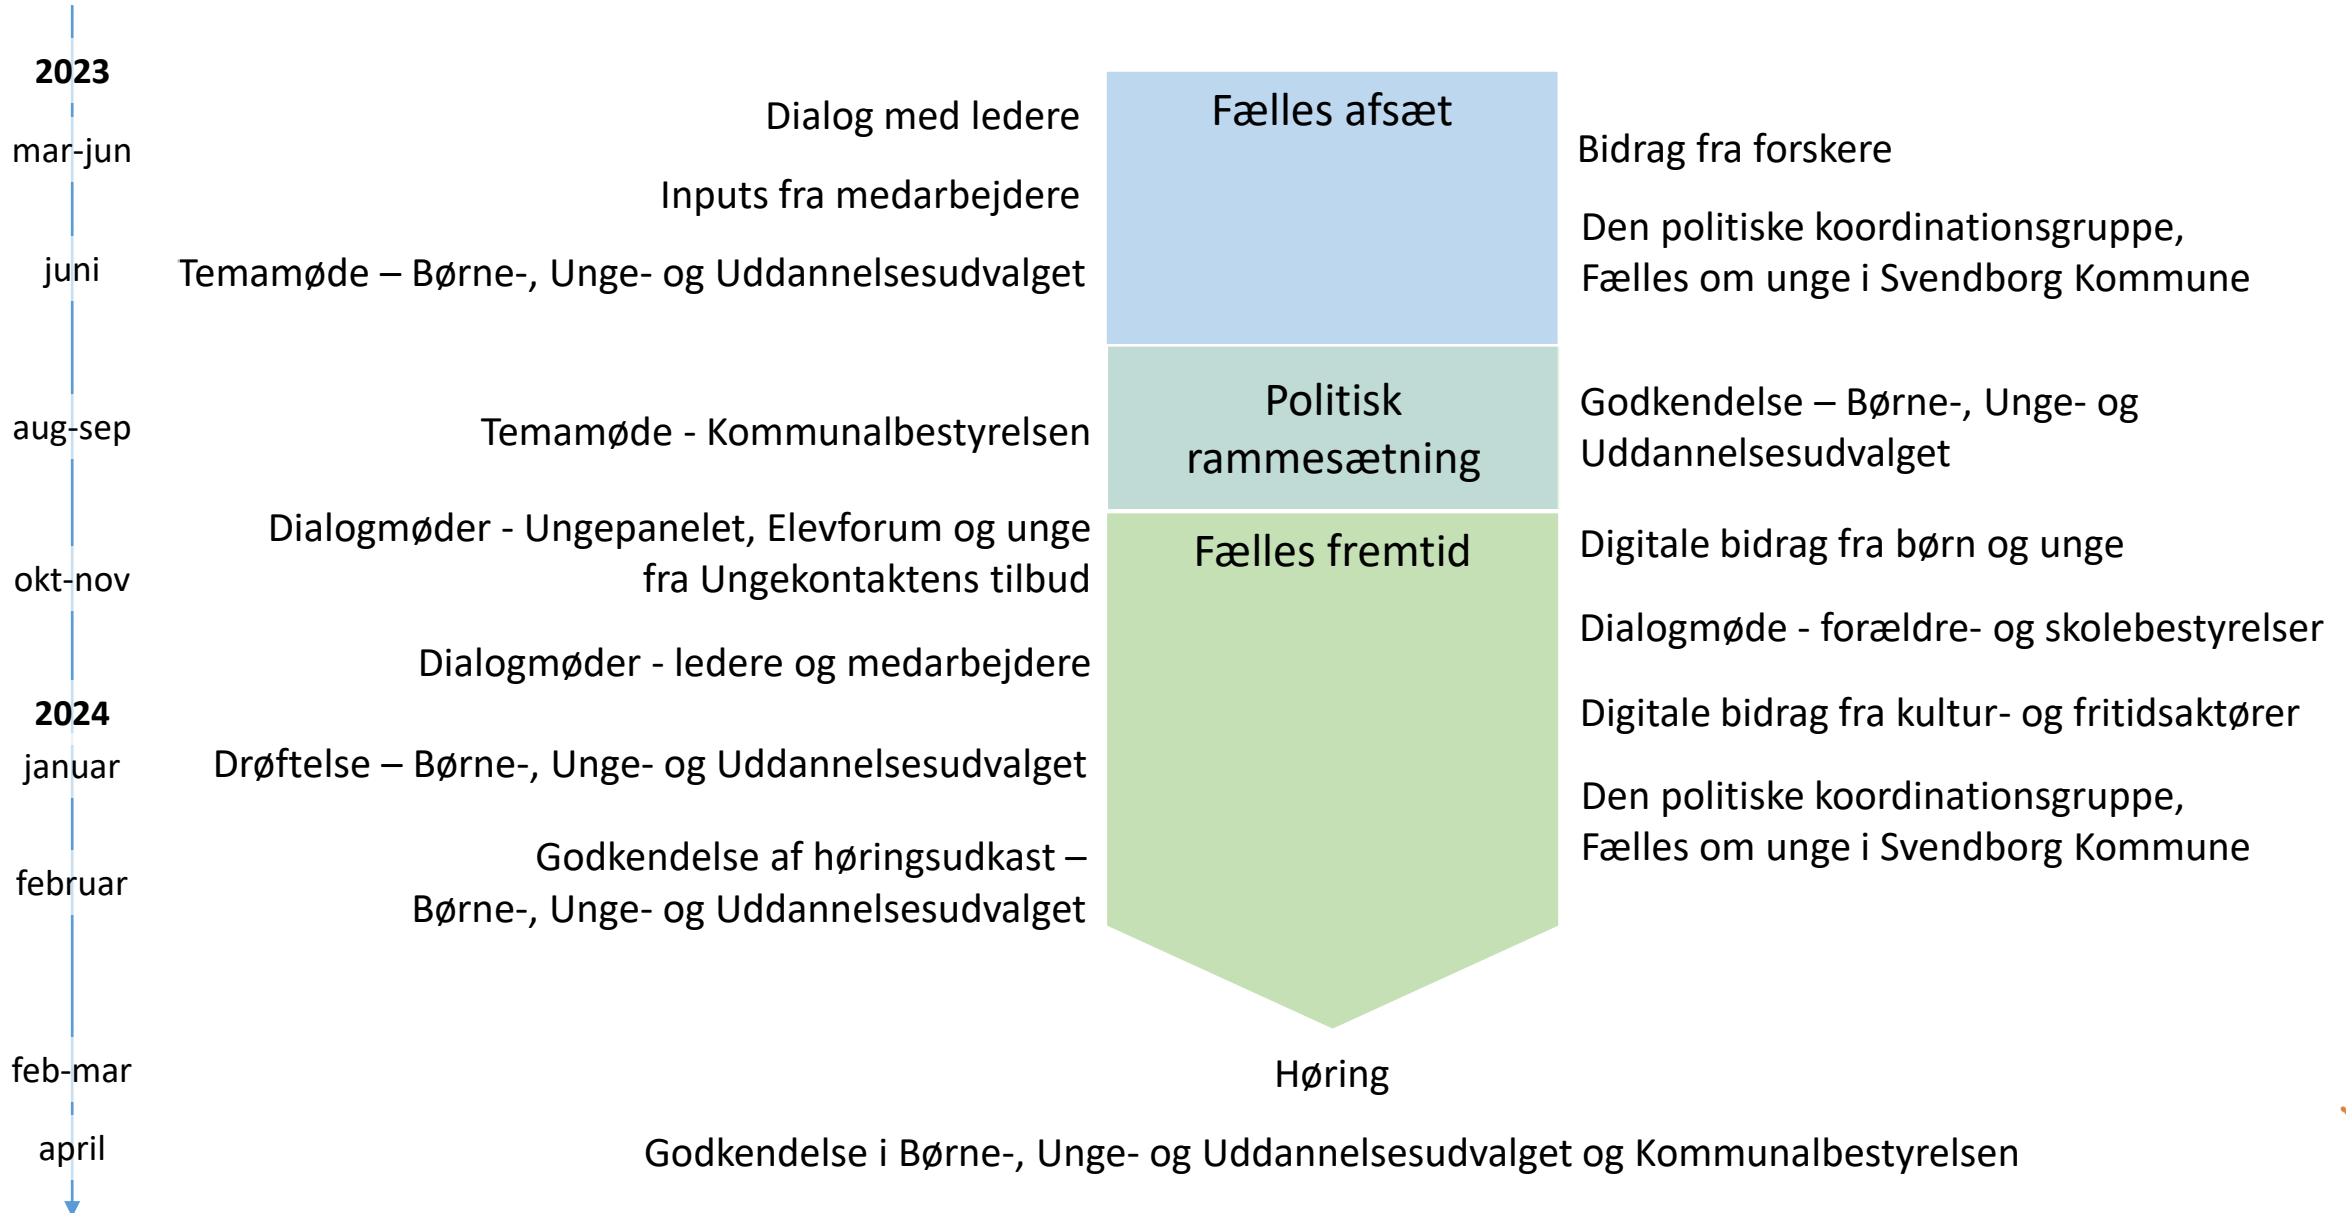 2023
mar-jun
juni
aug-sep
okt-nov
2024
januar
februar
feb-mar
april
Dialog med ledere
Inputs fra medarbejdere
Temamøde – Børne-, Unge- og Uddannelsesudvalget
Temamøde - Kommunalbestyrelsen
Dialogmøder - Ungepanelet, Elevforum og unge
fra Ungekontaktens tilbud
Dialogmøder - ledere og medarbejdere
Drøftelse – Børne-, Unge- og Uddannelsesudvalget
Godkendelse af høringsudkast –
Børne-, Unge- og Uddannelsesudvalget
Fælles afsæt
Politisk
rammesætning
Fælles fremtid
Bidrag fra forskere
Den politiske koordinationsgruppe,
Fælles om unge i Svendborg Kommune
Godkendelse – Børne-, Unge- og
Uddannelsesudvalget
Digitale bidrag fra børn og unge
Dialogmøde - forældre- og skolebestyrelser
Digitale bidrag fra kultur- og fritidsaktører
Den politiske koordinationsgruppe,
Fælles om unge i Svendborg Kommune
Høring
Godkendelse i Børne-, Unge- og Uddannelsesudvalget og Kommunalbestyrelsen